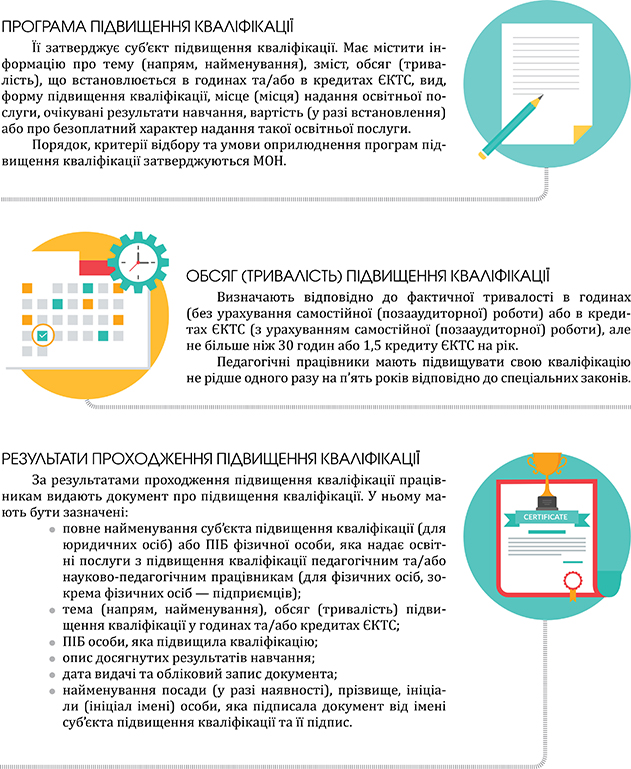 ПРОГРАМА ПІДВИЩЕННЯ КВАЛІФІКАЦІЇ
Її затверджує суб’єкт підвищення кваліфікації. Має містити ін-
формацію про тему (напрям, найменування), зміст, обсяг (трива-
лість), що встановлюється в годинах та/або в кредитах ЄКТС, вид,
форму підвищення кваліфікації, місце (місця) надання освітньої по-
слуги, очікувані результати навчання, вартість (у разі встановлення)
або про безоплатний характер надання такої освітньої послуги.
Порядок, критерії відбору та умови оприлюднення програм під-
вищення кваліфікації затверджуються МОН.
ОБСЯГ (ТРИВАЛІСТЬ) ПІДВИЩЕННЯ КВАЛІФІКАЦІЇ
Визначають відповідно до фактичної тривалості в годинах
(без урахування самостійної (позааудиторної) роботи) або в креди-
тах ЄКТС (з урахуванням самостійної (позааудиторної) роботи), але
не більше ніж 30 годин або 1,5 кредиту ЄКТС на рік.
Педагогічні працівники мають підвищувати свою кваліфікацію
не рідше одного разу на п’ять років відповідно до спеціальних законів.
РЕЗУЛЬТАТИ ПРОХОДЖЕННЯ ПІДВИЩЕННЯ КВАЛІФІКАЦІЇ
За результатами проходження підвищення кваліфікації праців-
никам видають документ про підвищення кваліфікації. У ньому ма-
ють бути зазначені:
• повне найменування суб’єкта підвищення кваліфікації (для
юридичних осіб) або ПІБ фізичної особи, яка надає освіт-
ні послуги з підвищення кваліфікації педагогічним та/або
науково-педагогічним працівникам (для фізичних осіб, зо-
крема фізичних осіб — підприємців);
• тема (напрям, найменування), обсяг (тривалість) підви-
щення кваліфікації у годинах та/або кредитах ЄКТС;
• ПІБ особи, яка підвищила кваліфікацію;
• опис досягнутих результатів навчання;
• дата видачі та обліковий запис документа;
• найменування посади (у разі наявності), прізвище, ініціа-
ли (ініціал імені) особи, яка підписала документ від імені
суб’єкта підвищення кваліфікації та її підпис.
CERTIFICATE